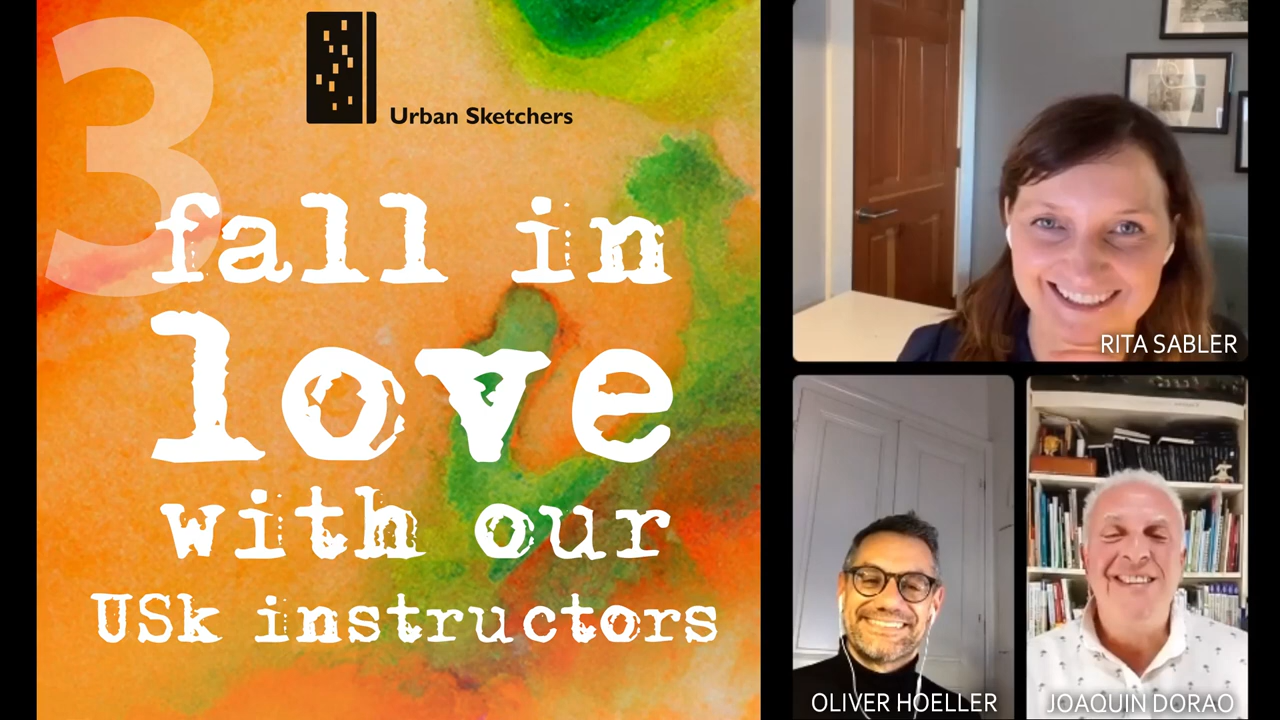 3
Urban Sketchers
fall in
love
with our
USk instructors
RITA SABLER
OLIVER HOELLER
JOAQUIN DORAO